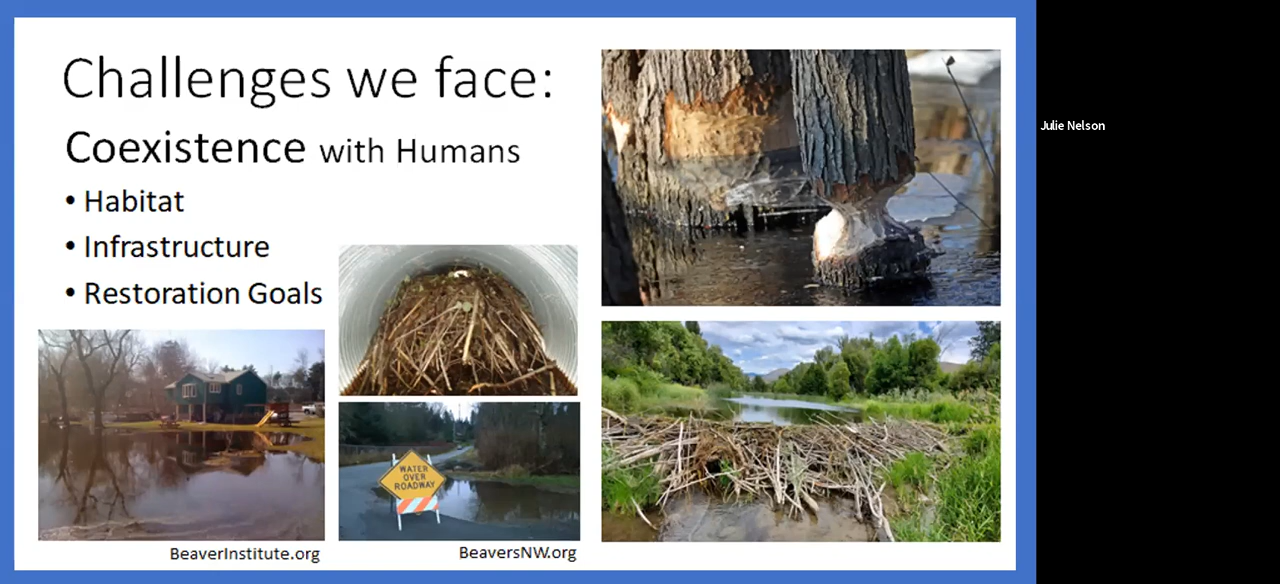 Challenges we face:
Coexistence with Humans
• Habitat
• Infrastructure
• Restoration Goals
WATER
OVER
ROADWAY
BeaverInstitute.org
BeaversNW.org
Julie Nelson